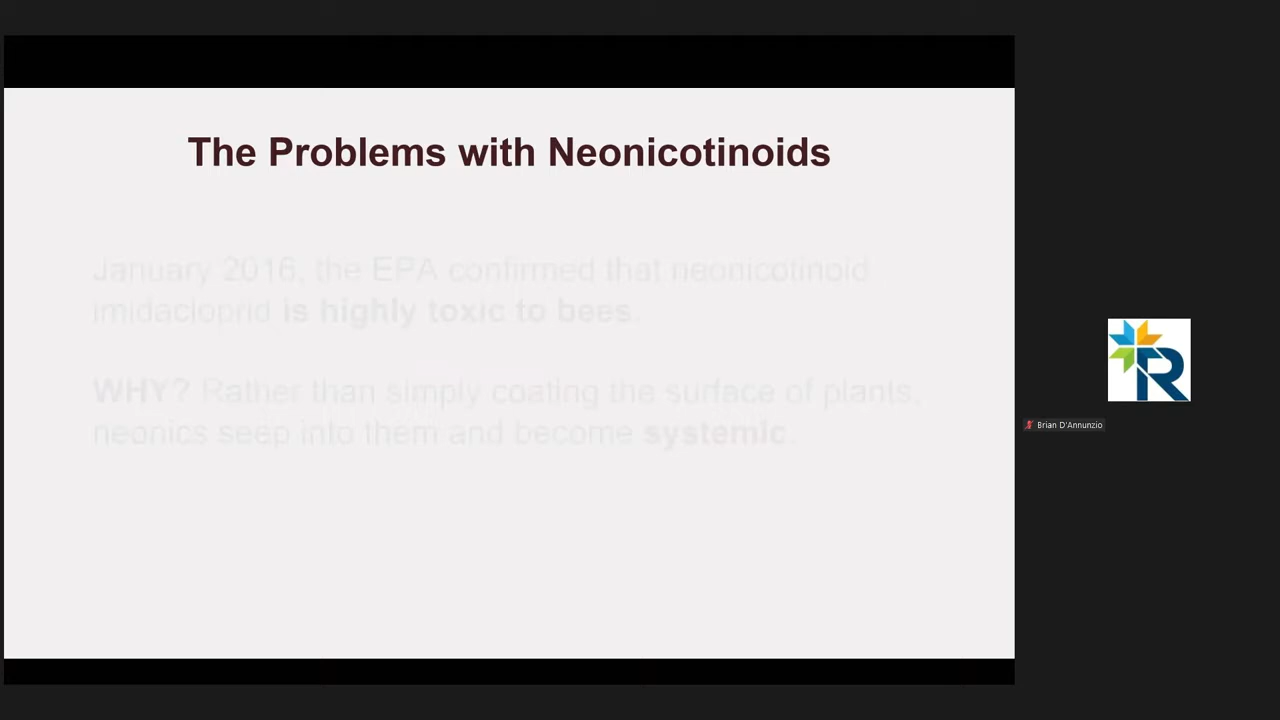 The Problems with Neonicotinoids
January 2016, the EPA confirmed that neonicotinoid
imidacloprid is highly toxic to bees.
WHY? Rather than simply coating the surface of plants,
neonics seep into them and become systemic.
R
Brian D'Annunzio